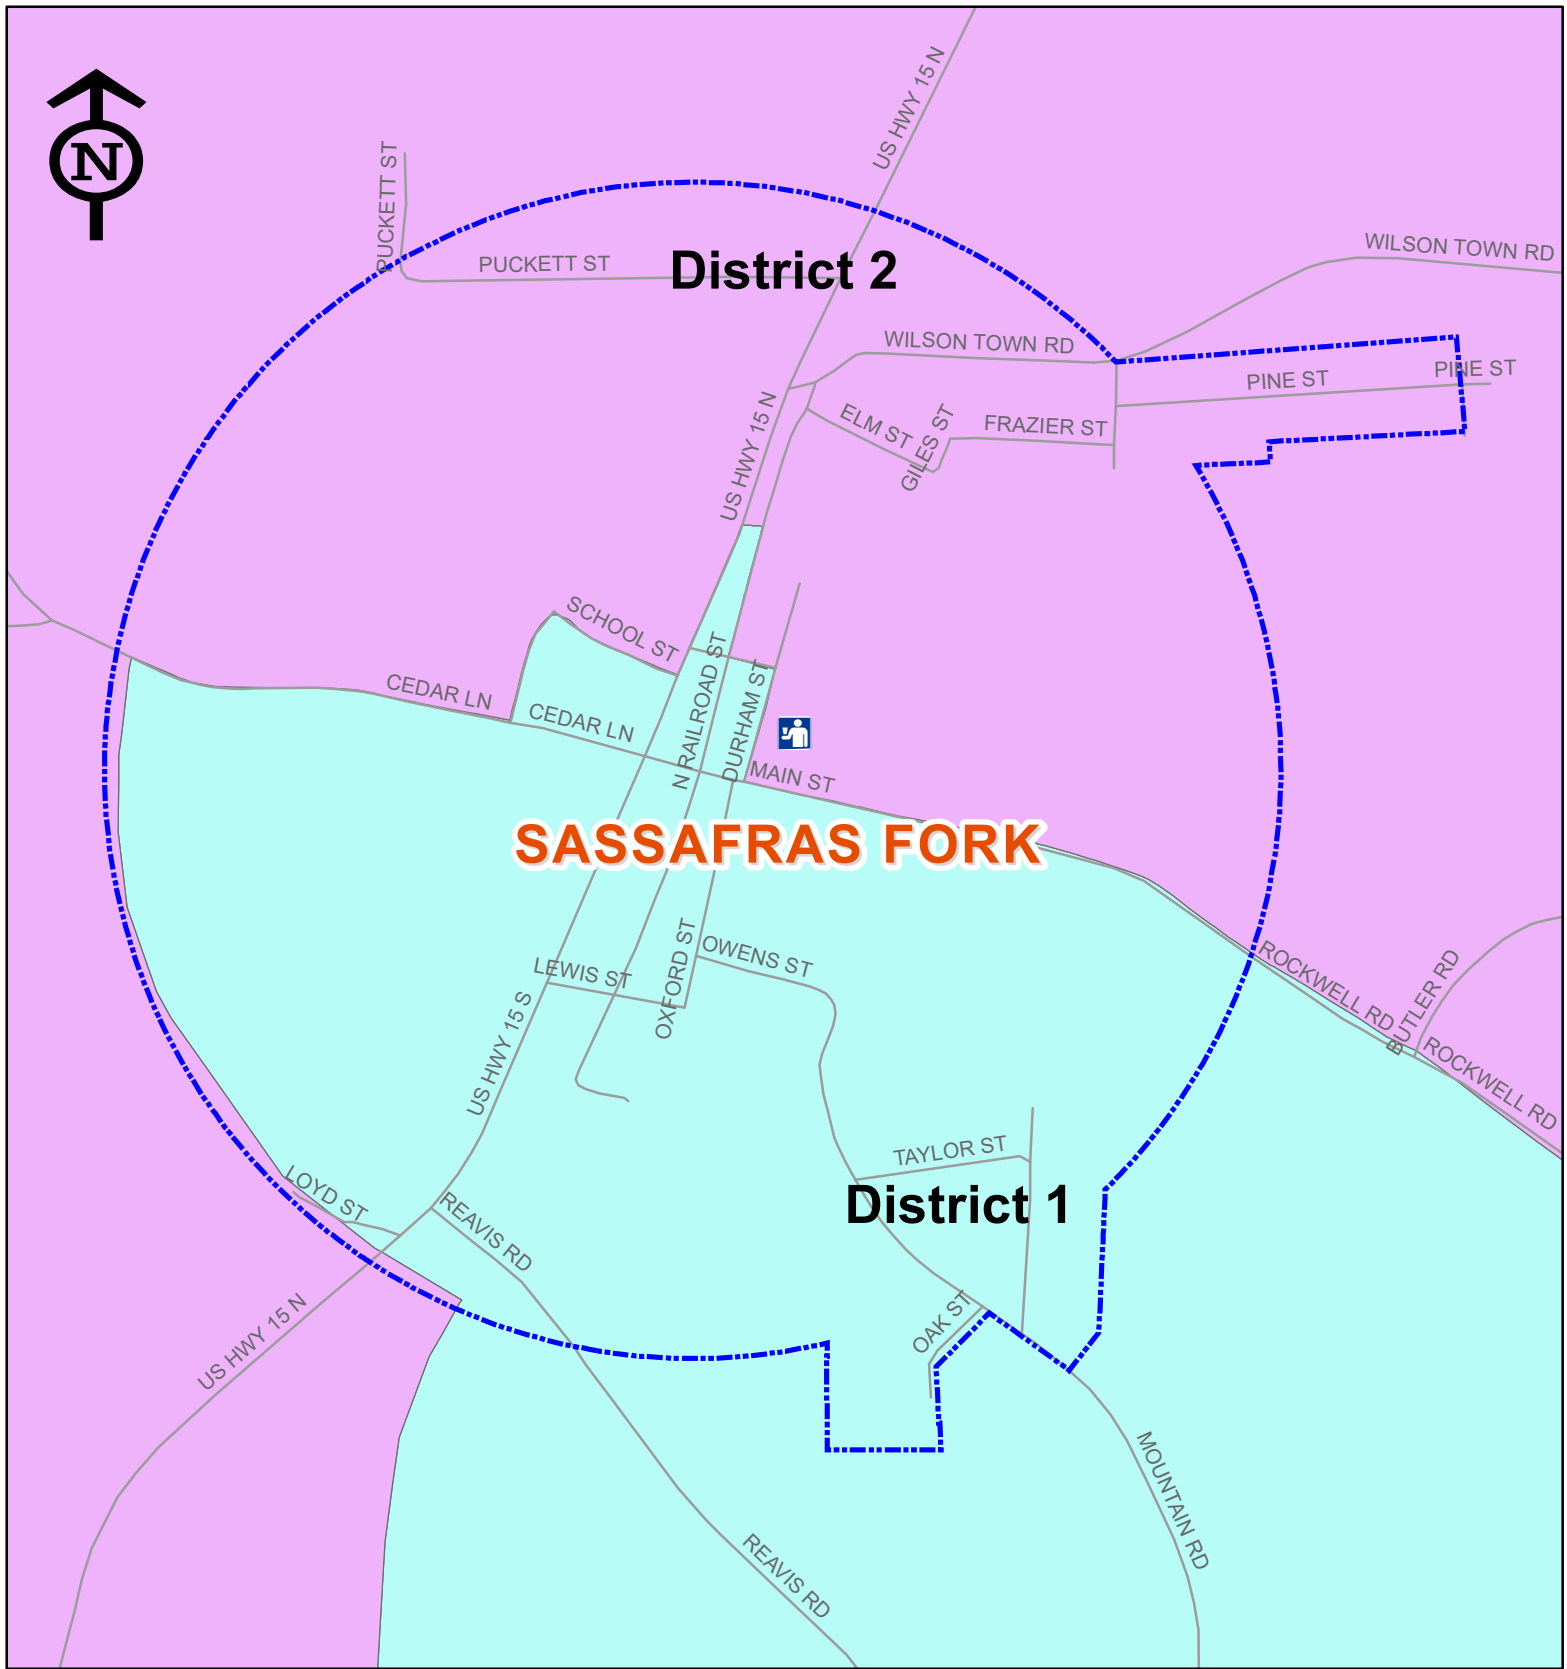 US HWY 15 N
N
PUCKETT ST
PUCKETT ST
District 2
WILSON TOWN RD
WILSON TOWN RD
PINE ST
PINE ST
US HWY 15 N
ELM ST
GILES ST
FRAZIER ST
SCHOOL ST
N RAILROAD ST
DURHAM ST
CEDAR LN
CEDAR LN
MAIN ST
SASSAFRAS FORK
ROCKWELL RD
BUTLER RD
ROCKWELL RD
OXFORD ST
OWENS ST
LEWIS ST
US HWY 15 S
TAYLOR ST
District 1
LOYD ST
REAVIS RD
OAK ST
US HWY 15 N
MOUNTAIN RD
REAVIS RD